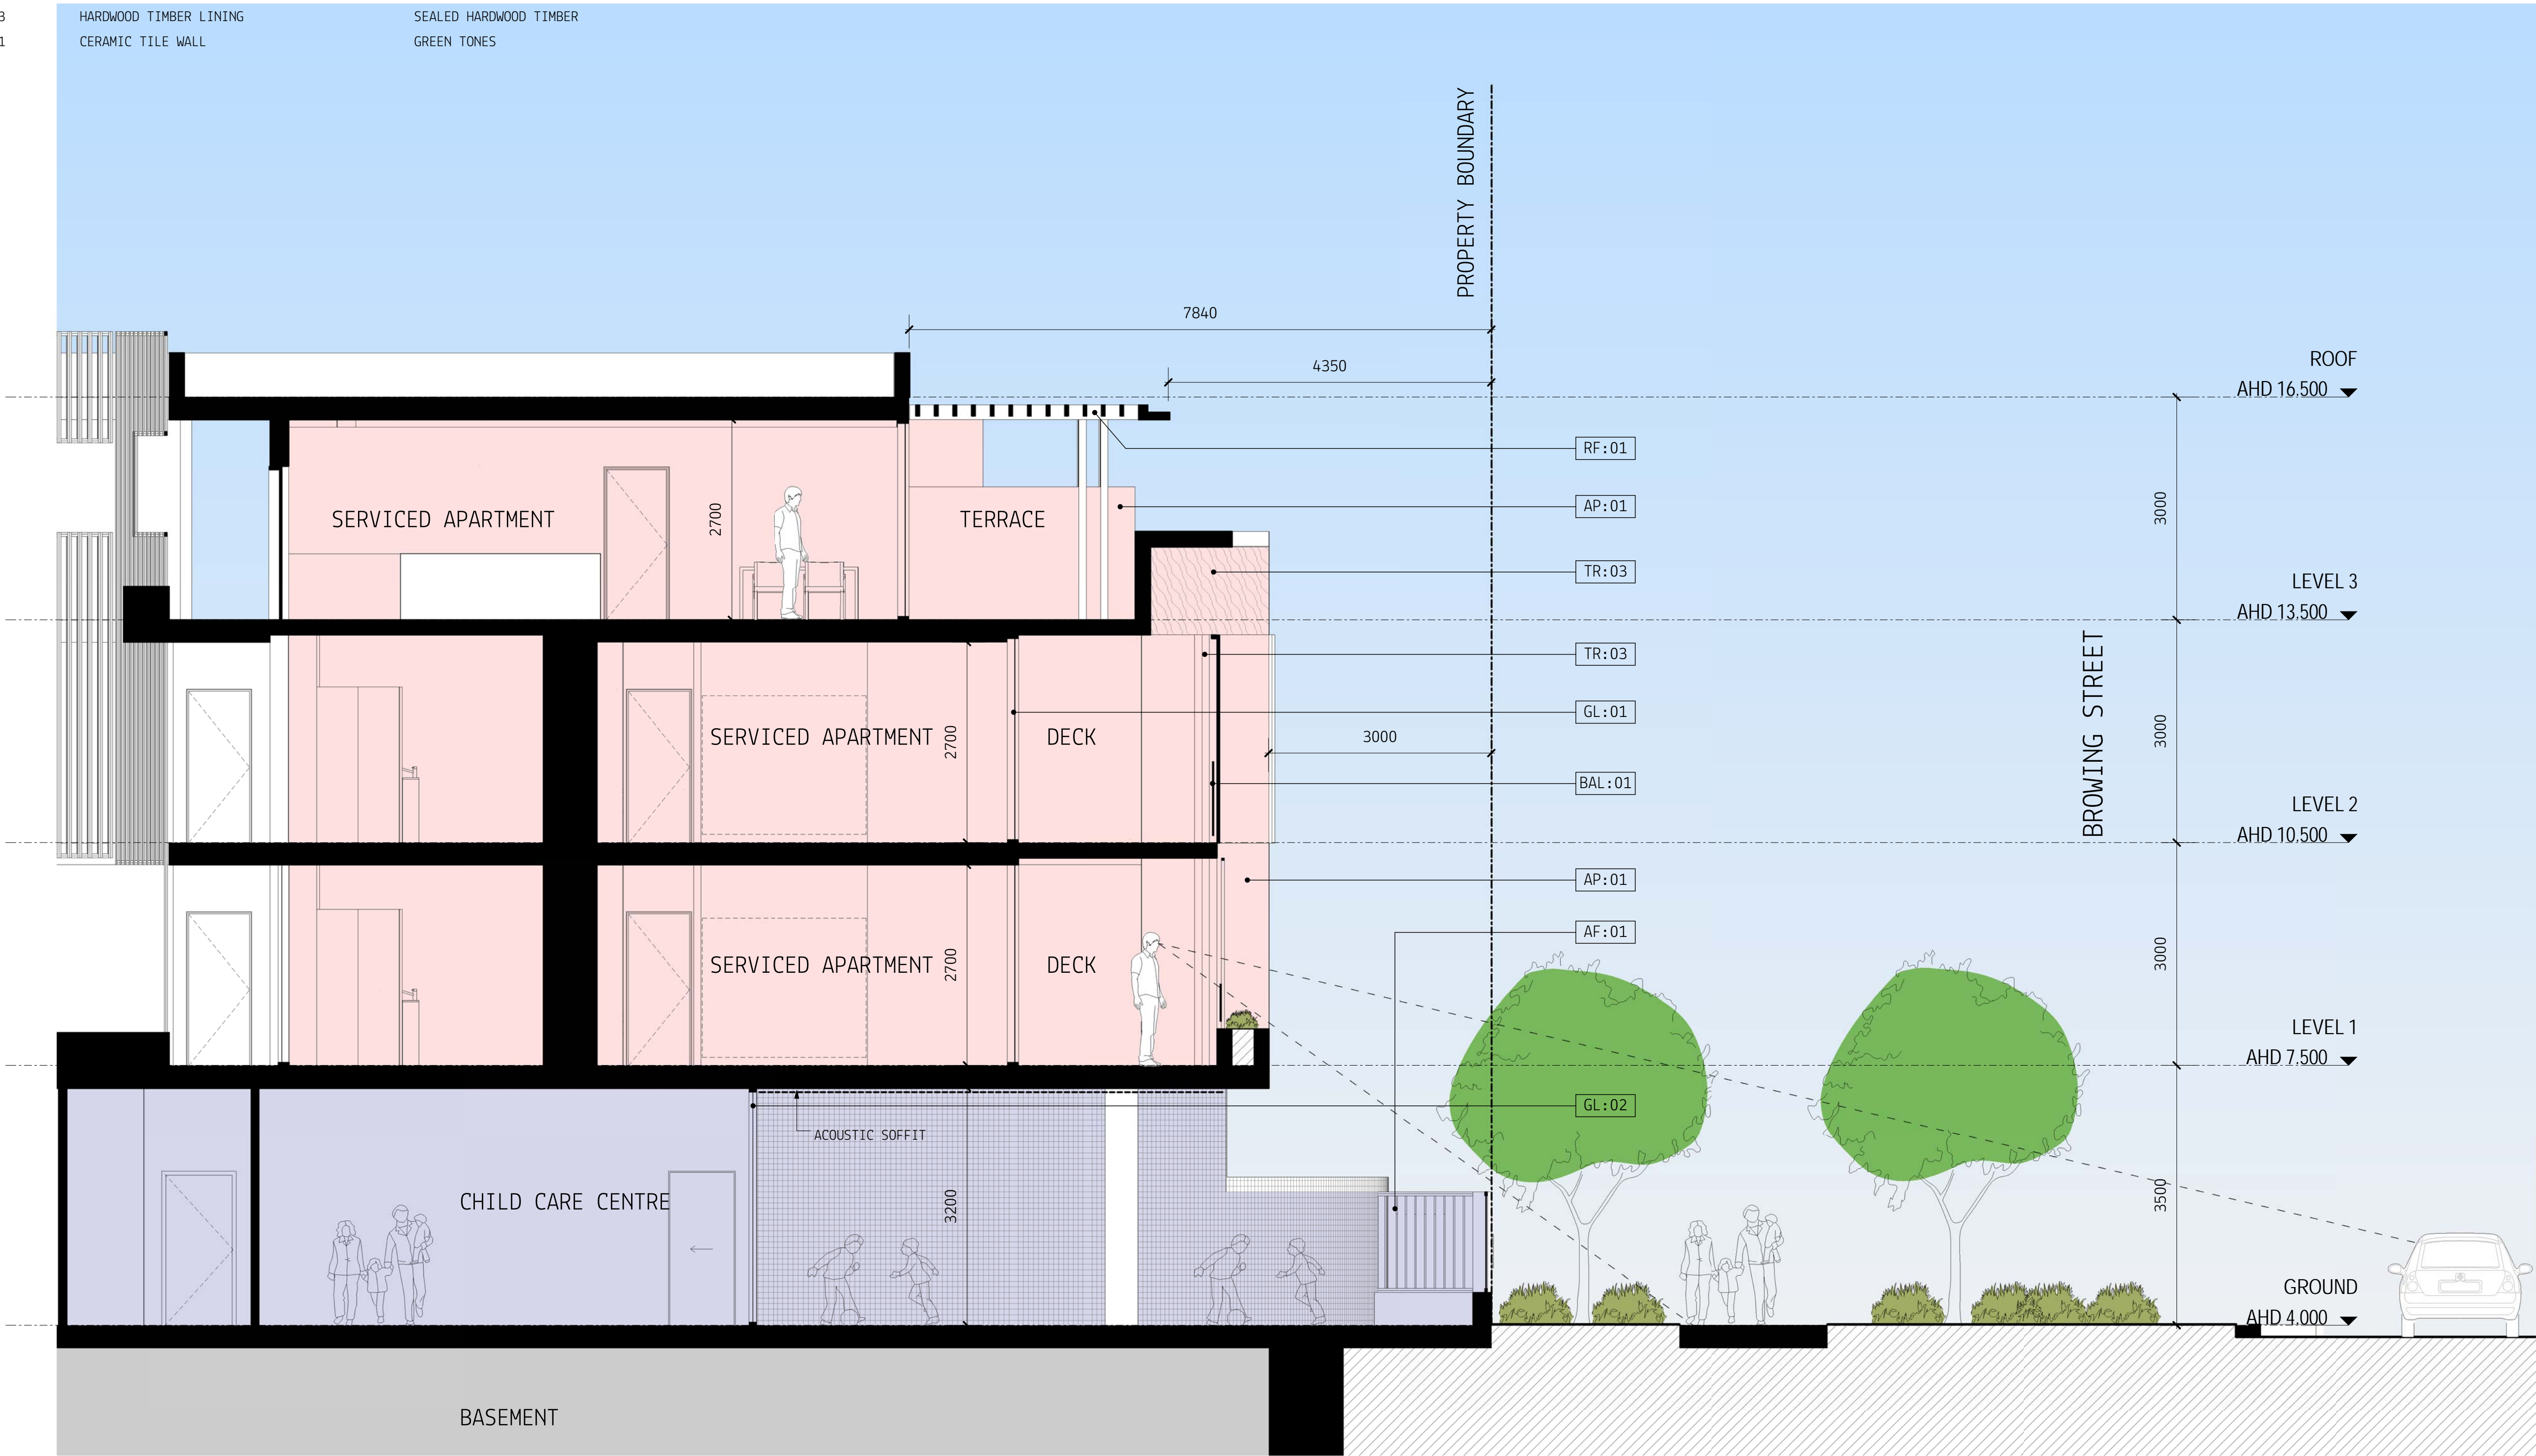 3 HARDWOOD TIMBER LINING SEALED HARDWOOD TIMBER
1 CERAMIC TILE WALL GREEN TONES
PROPERTY BOUNDARY
7840
4350
ROOF
AHD 16,500
RF:01
AP:01
SERVICED APARTMENT
2700
TERRACE
3000
TR:03
LEVEL 3
AHD 13,500
TR:03
GL:01
SERVICED APARTMENT
2700
DECK
3000
3000
BROWING STREET
BAL:01
LEVEL 2
AHD 10,500
AP:01
AF:01
SERVICED APARTMENT
2700
DECK
3000
LEVEL 1
AHD 7,500
GL:02
ACOUSTIC SOFFIT
CHILD CARE CENTRE
3200
3500
GROUND
AHD 4,000
BASEMENT